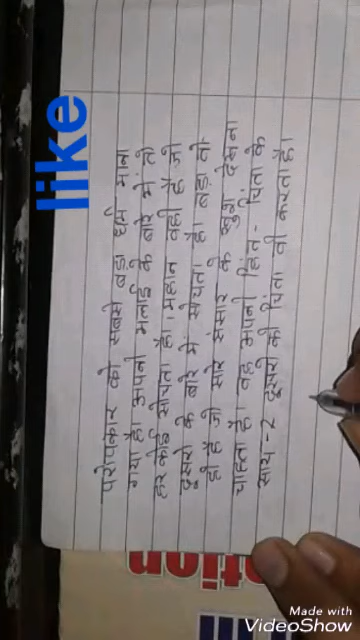 like
परोपकार को सबसे बड़ा धर्म माना
गया है। अपनी भलाई के बारे में तो
हर कोई सोचता है। महान वही है जो
दूसरों के बारे में सोचता है। बड़ा वो
ही है जो सारे संसार को खुश देखना
चाहता है। वह अपनी हित-चिंता के
साथ-2 दूसरों की चिंता वी करता है।
tion
Made with
VideoShow